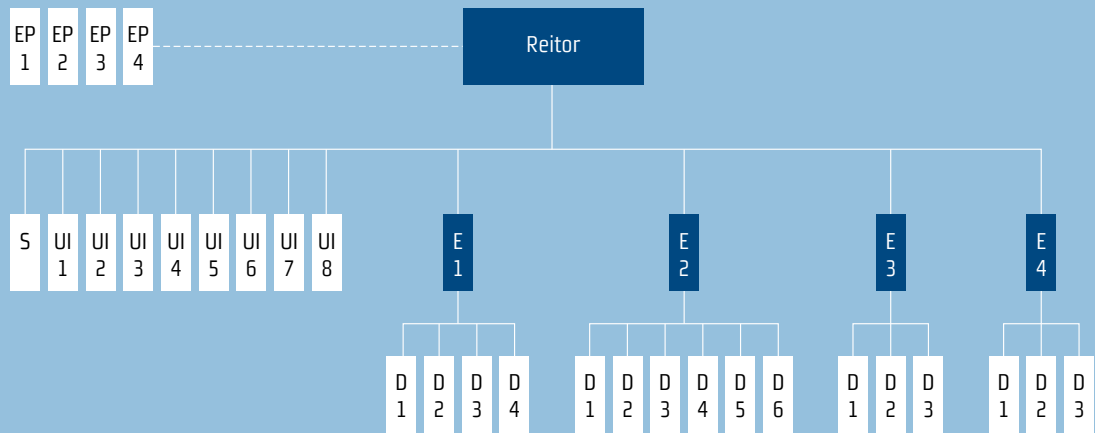 EP 1
EP 2
EP 3
EP 4
Reitor
S
UI 1
UI 2
UI 3
UI 4
UI 5
UI 6
UI 7
UI 8
E 1
E 2
E 3
E 4
D 1
D 2
D 3
D 4
D 1
D 2
D 3
D 4
D 5
D 6
D 1
D 2
D 3
D 1
D 2
D 3